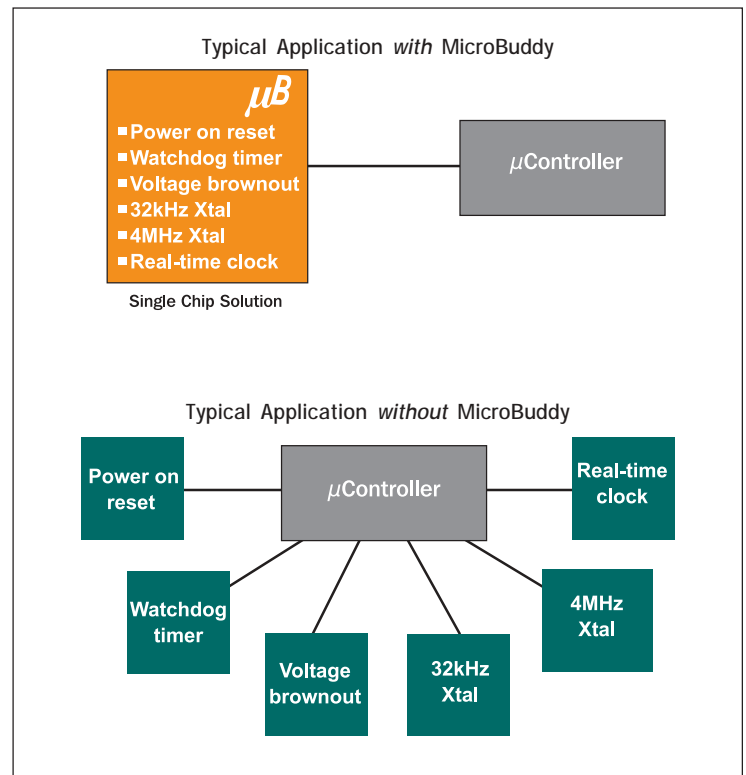 Typical Application with MicroBuddy
μB
Power on reset
Watchdog timer
Voltage brownout
32kHz Xtal
4MHz Xtal
Real-time clock
Single Chip Solution
μController
Typical Application without MicroBuddy
Power on
reset
μController
Real-time
clock
Watchdog
timer
Voltage
brownout
32kHz
Xtal
4MHz
Xtal